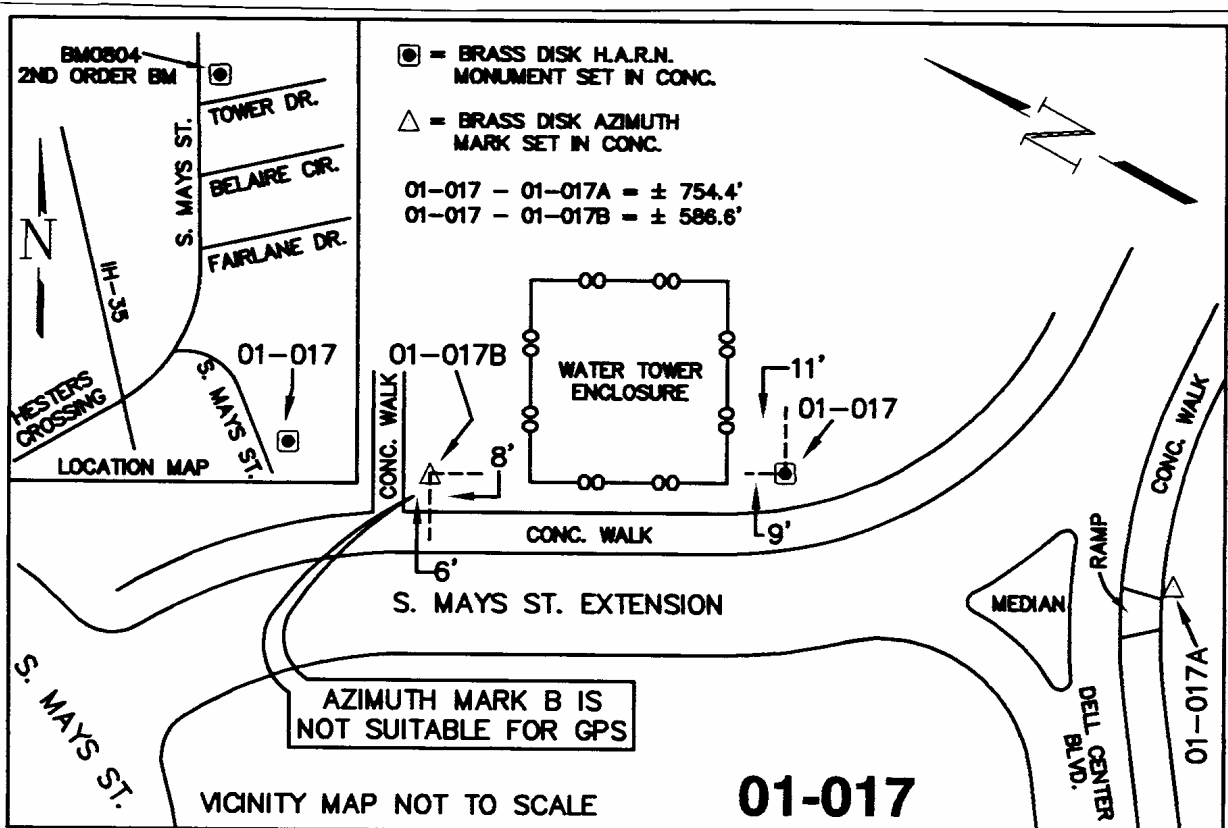 BM0804
2ND ORDER BM
TOWER DR.
BELAIRE CIR.
FAIRLANE DR.
S. MAYS ST.
N
IH-35
HESTERS
CROSSING
S. MAYS ST.
01-017
LOCATION MAP
= BRASS DISK H.A.R.N.
MONUMENT SET IN CONC.
= BRASS DISK AZIMUTH
MARK SET IN CONC.
01-017 - 01-017A = ± 754.4'
01-017 - 01-017B = ± 586.6'
N
01-017B
CONC. WALK
8'
6'
WATER TOWER
ENCLOSURE
11'
01-017
9'
CONC. WALK
CONC. WALK
S. MAYS ST. EXTENSION
MEDIAN
RAMP
01-017A
DELL CENTER
BLVD.
S. MAYS ST.
AZIMUTH MARK B IS
NOT SUITABLE FOR GPS
VICINITY MAP NOT TO SCALE
01-017